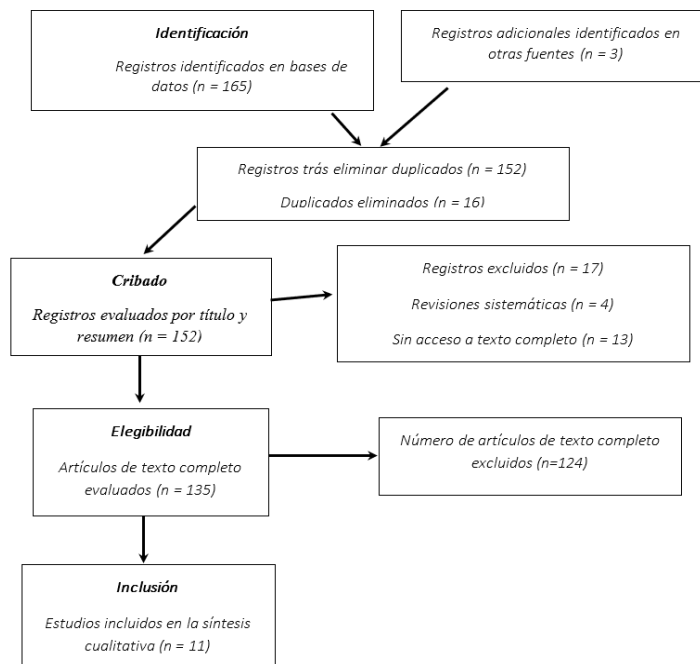 Identificación
Registros identificados en bases de
datos (n = 165)
Registros adicionales identificados en
otras fuentes (n = 3)
Registros trás eliminar duplicados (n = 152)
Duplicados eliminados (n = 16)
Cribado
Registros evaluados por título y
resumen (n = 152)
Registros excluidos (n = 17)
Revisiones sistemáticas (n = 4)
Sin acceso a texto completo (n = 13)
Elegibilidad
Artículos de texto completo
evaluados (n = 135)
Número de artículos de texto completo
excluidos (n=124)
Inclusión
Estudios incluidos en la síntesis
cualitativa (n = 11)